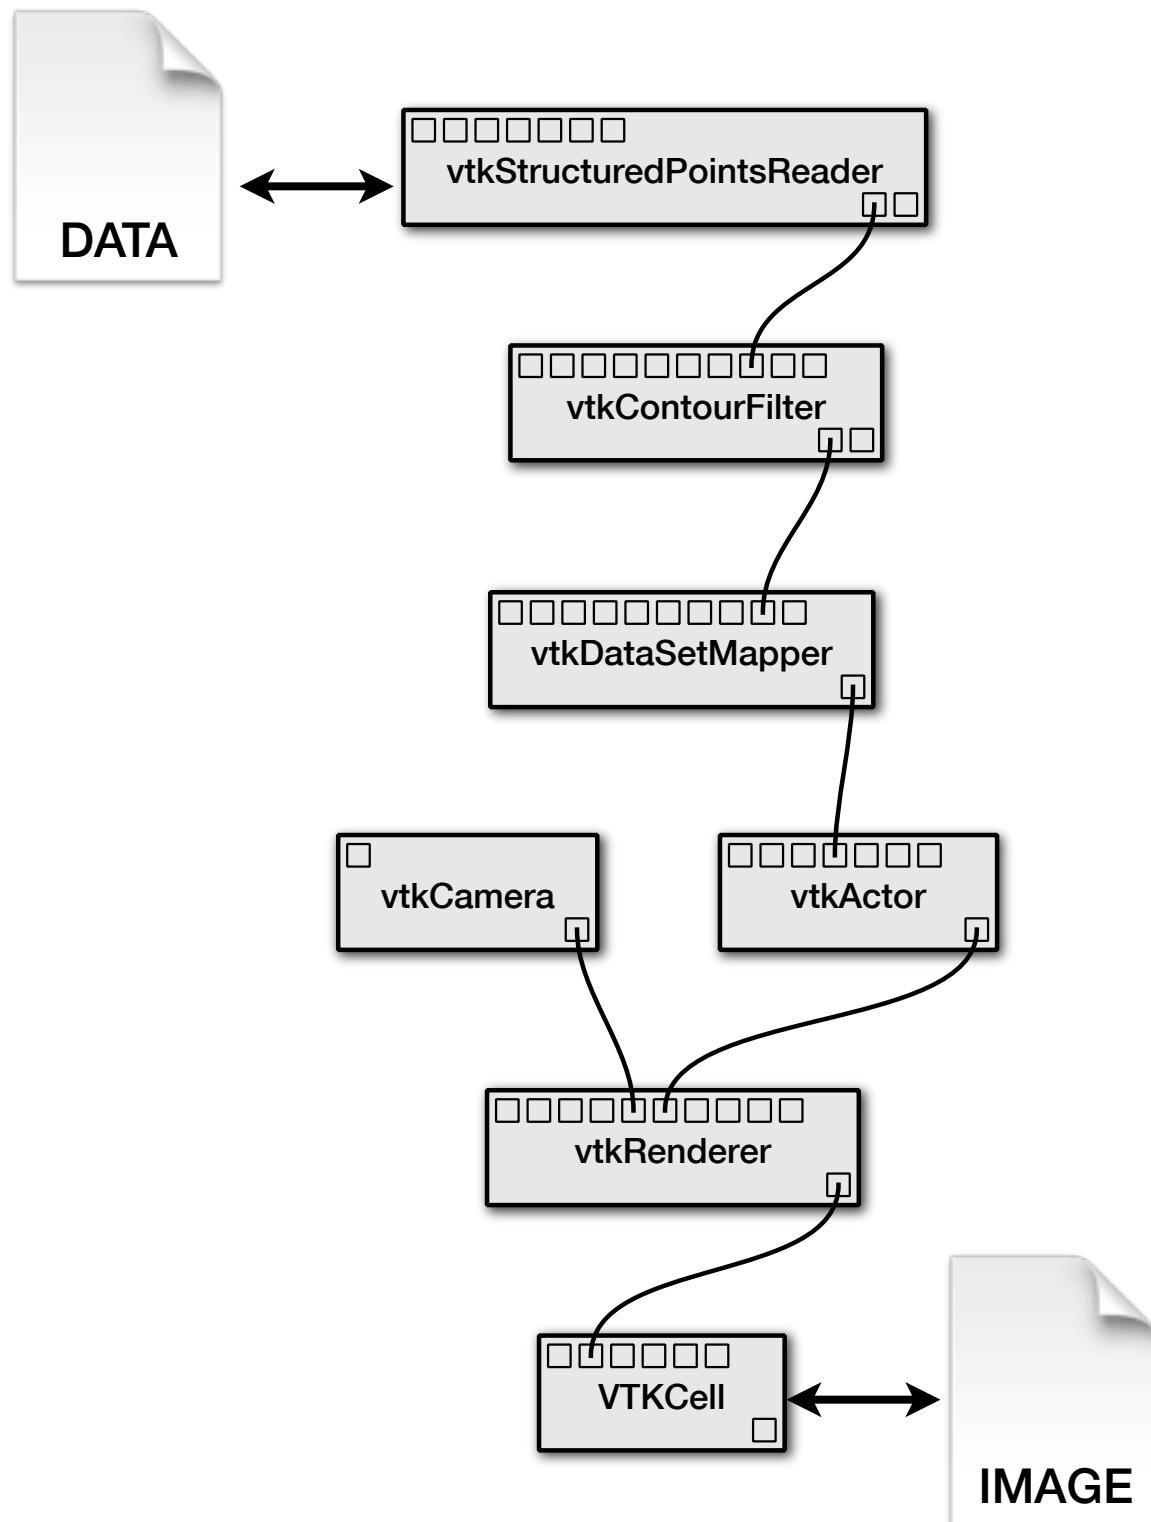 DATA
vtkStructuredPointsReader
vtkContourFilter
vtkDataSetMapper
vtkCamera
vtkActor
vtkRenderer
VTKCell
IMAGE